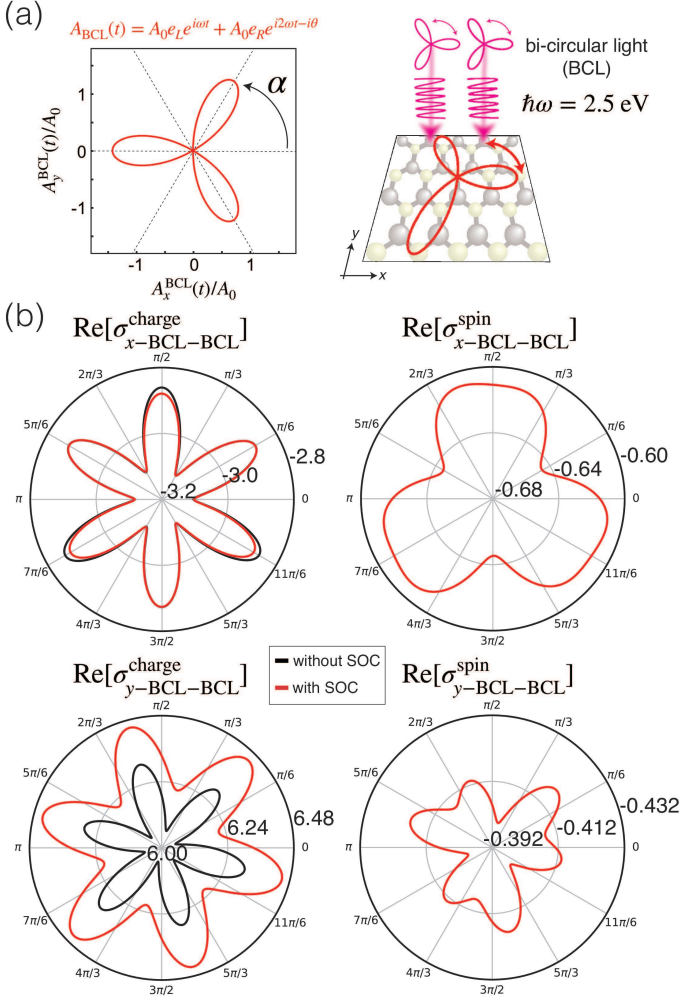 (a)
A_BCL(t) = A_0 e_L e^{iωt} + A_0 e_R e^{i2ωt−iθ}
α
1
0
-1
A_y^BCL(t)/A_0
-1
0
1
A_x^BCL(t)/A_0
bi-circular light
(BCL)
ℏω = 2.5 eV
y
x
(b)
Re[σ^charge_x−BCL−BCL]
π/2
2π/3
π/3
5π/6
π/6
-2.8
-3.0
-3.2
π
0
7π/6
11π/6
4π/3
5π/3
3π/2
Re[σ^spin_x−BCL−BCL]
π/2
2π/3
π/3
5π/6
π/6
-0.60
-0.64
-0.68
π
0
7π/6
11π/6
4π/3
5π/3
3π/2
without SOC
with SOC
Re[σ^charge_y−BCL−BCL]
π/2
2π/3
π/3
5π/6
π/6
6.48
6.24
6.00
π
0
7π/6
11π/6
4π/3
5π/3
3π/2
Re[σ^spin_y−BCL−BCL]
π/2
2π/3
π/3
5π/6
π/6
-0.432
-0.412
-0.392
π
0
7π/6
11π/6
4π/3
5π/3
3π/2